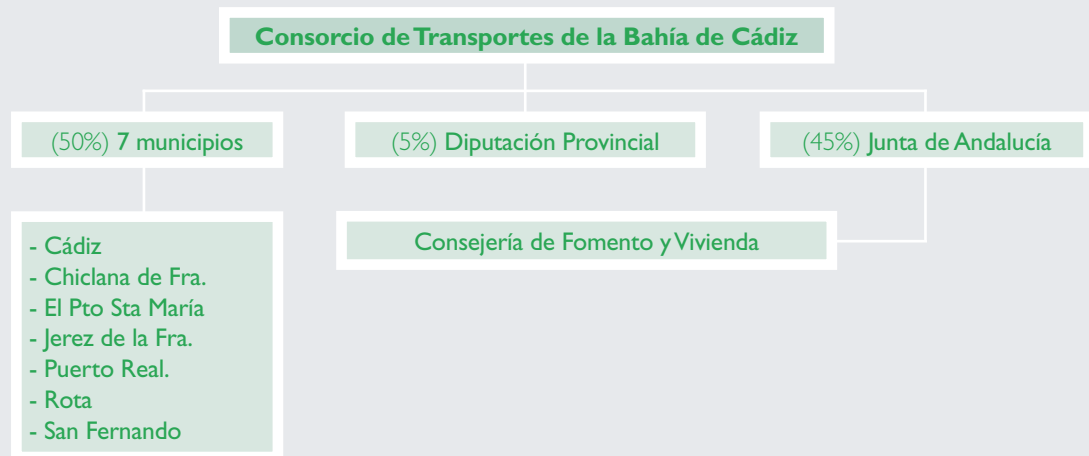 Consorcio de Transportes de la Bahía de Cádiz
(50%) 7 municipios
(5%) Diputación Provincial
(45%) Junta de Andalucía
- Cádiz
- Chiclana de Fra.
- El Pto Sta María
- Jerez de la Fra.
- Puerto Real.
- Rota
- San Fernando
Consejería de Fomento y Vivienda